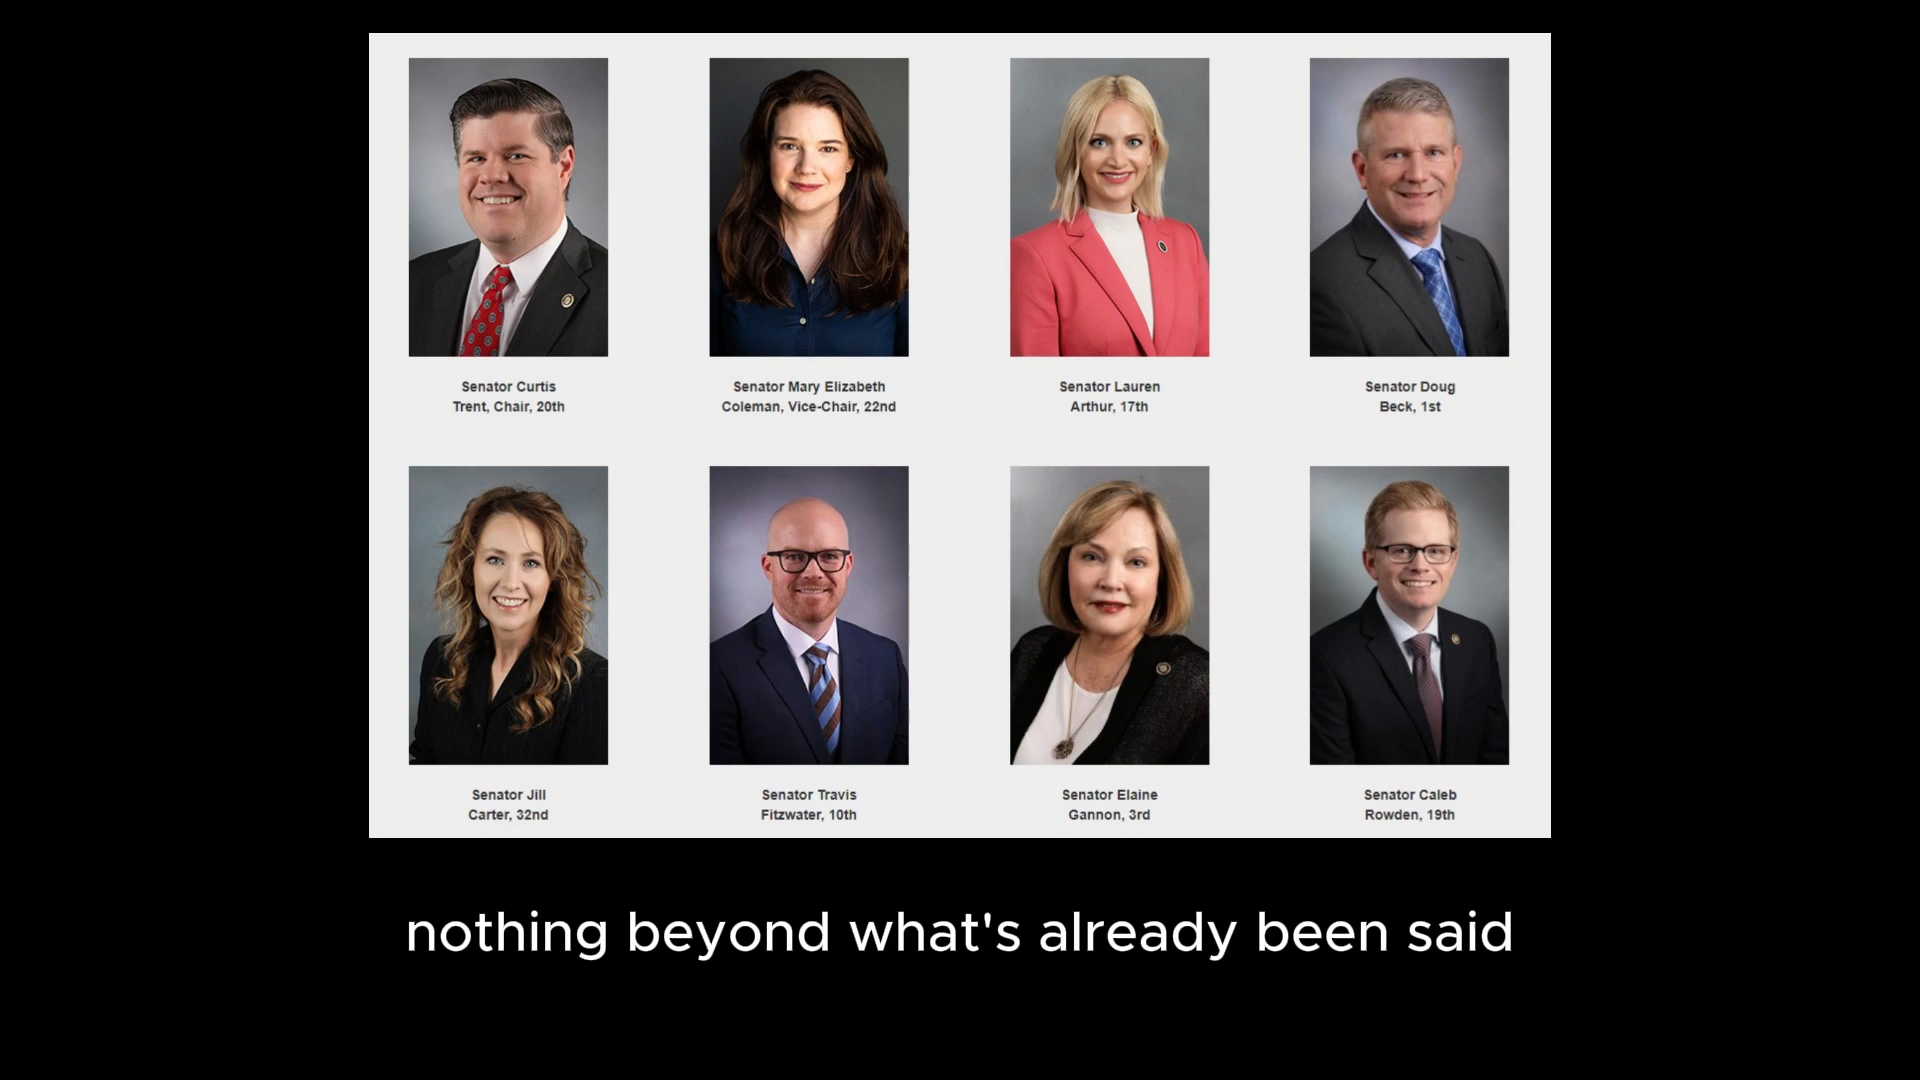 Senator Curtis
Trent, Chair, 20th
Senator Mary Elizabeth
Coleman, Vice-Chair, 22nd
Senator Lauren
Arthur, 17th
Senator Doug
Beck, 1st
Senator Jill
Carter, 32nd
Senator Travis
Fitzwater, 10th
Senator Elaine
Gannon, 3rd
Senator Caleb
Rowden, 19th
nothing beyond what's already been said